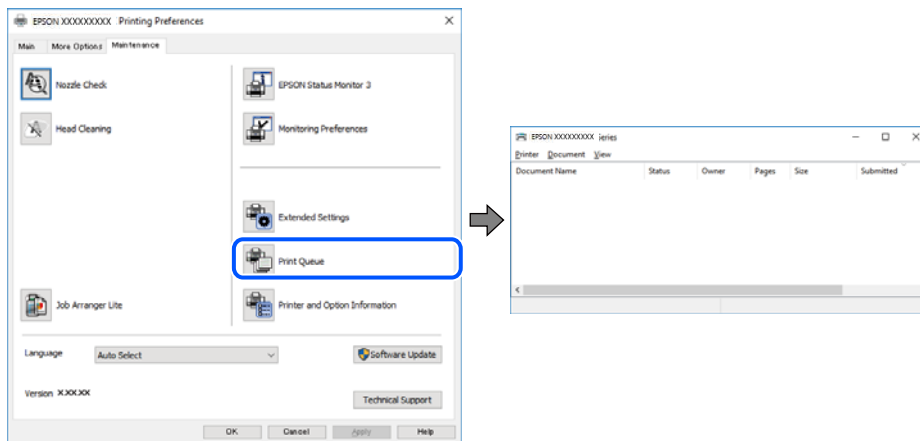 EPSON XXXXXXXXX Printing Preferences
Main More Options Maintenance
Nozzle Check
EPSON Status Monitor 3
Head Cleaning
Monitoring Preferences
Extended Settings
Print Queue
Job Arranger Lite
Printer and Option Information
Language Auto Select Software Update
Version X.XX.XX
Technical Support
OK Cancel Apply Help
EPSON XXXXXXXXX ieries
Printer Document View
Document Name Status Owner Pages Size Submitted